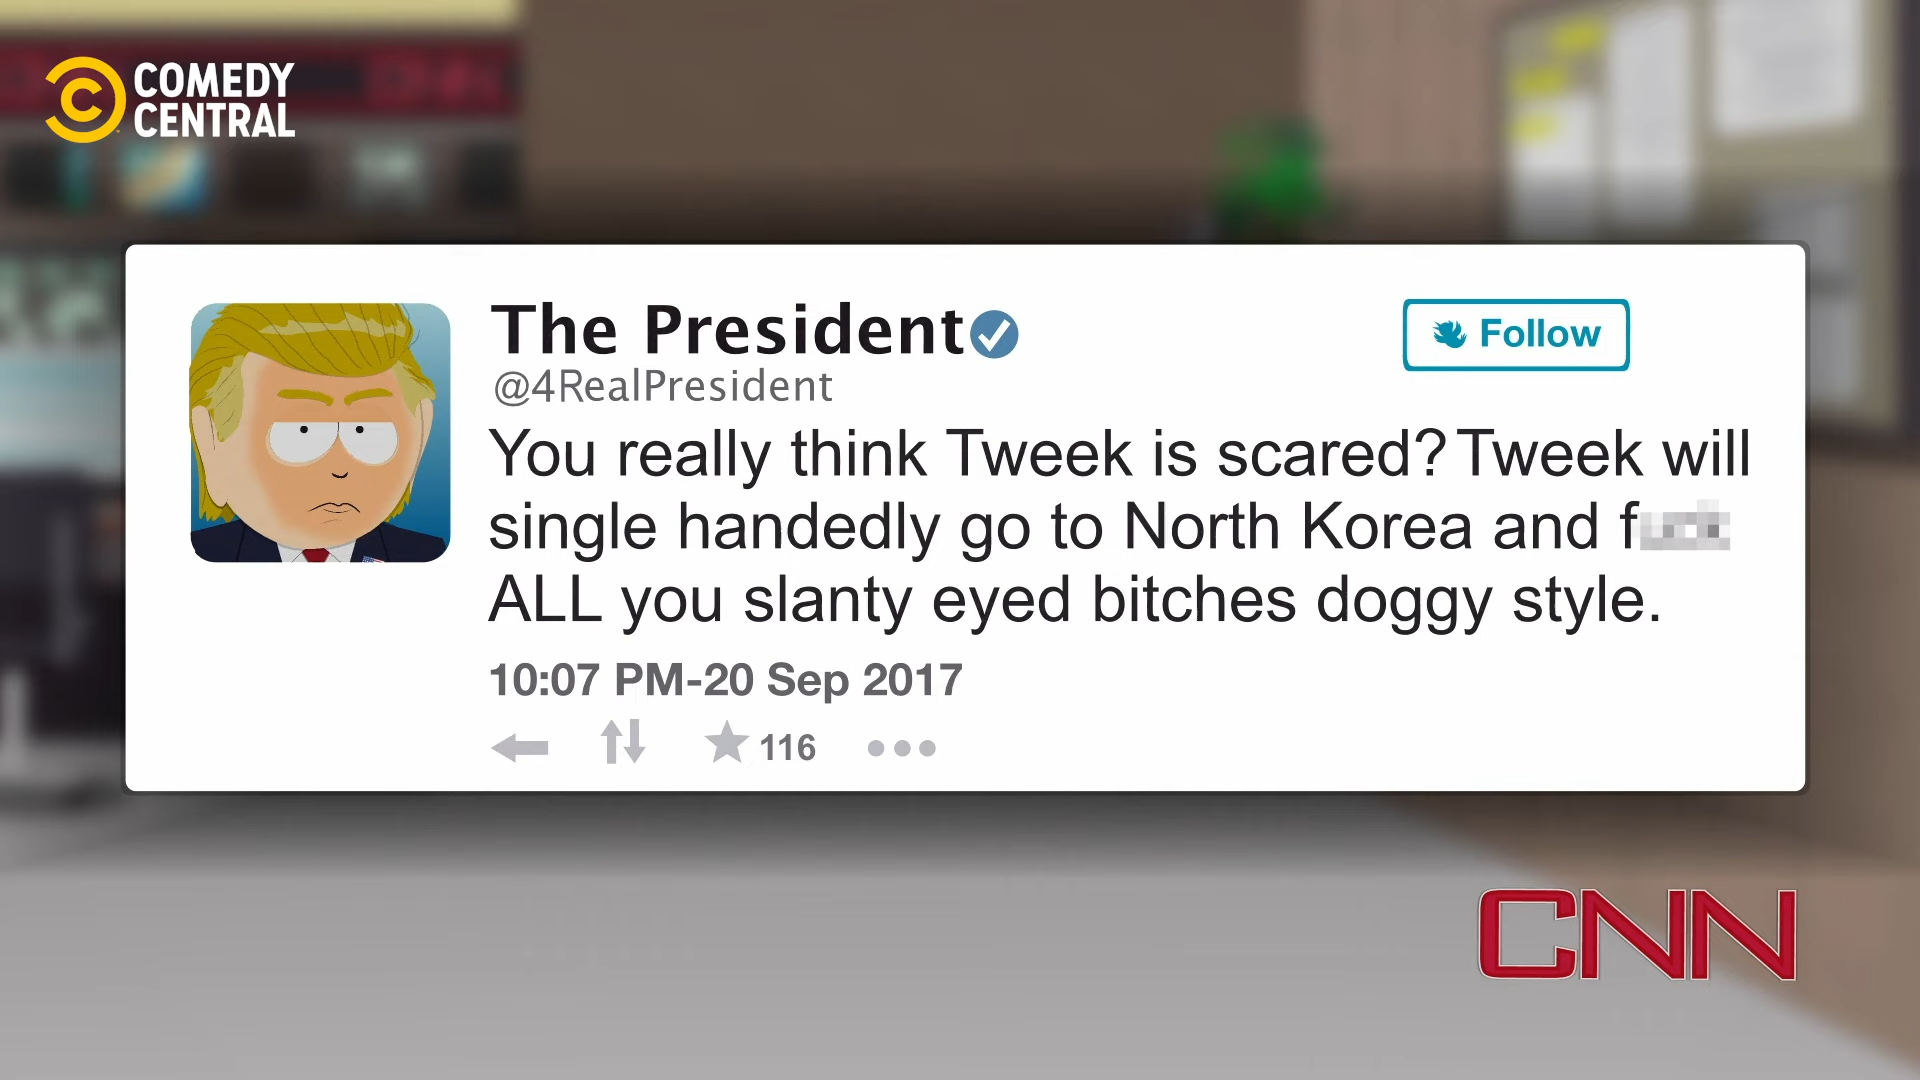 COMEDY
CENTRAL
The President
@4RealPresident
Follow
You really think Tweek is scared? Tweek will
single handedly go to North Korea and f
ALL you slanty eyed bitches doggy style.
10:07 PM-20 Sep 2017
116
CNN